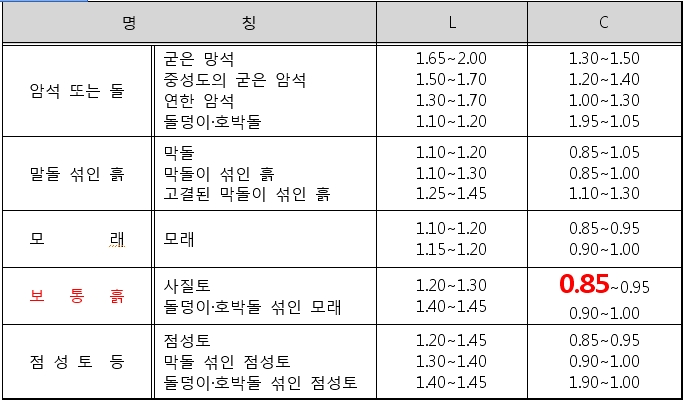 명 칭 L C
암석 또는 돌
굳은 망석 1.65~2.00 1.30~1.50
중성도의 굳은 암석 1.50~1.70 1.20~1.40
연한 암석 1.30~1.70 1.00~1.30
돌덩이·호박돌 1.10~1.20 1.95~1.05
말돌 섞인 흙
막돌 1.10~1.20 0.85~1.05
막돌이 섞인 흙 1.10~1.30 0.85~1.00
고결된 막돌이 섞인 흙 1.25~1.45 1.10~1.30
모 래
모래 1.10~1.20 0.85~0.95
1.15~1.20 0.90~1.00
보 통 흙
사질토 1.20~1.30 0.85~0.95
돌덩이·호박돌 섞인 모래 1.40~1.45 0.90~1.00
점 성 토 등
점성토 1.20~1.45 0.85~0.95
막돌 섞인 점성토 1.30~1.40 0.90~1.00
돌덩이·호박돌 섞인 점성토 1.40~1.45 1.90~1.00